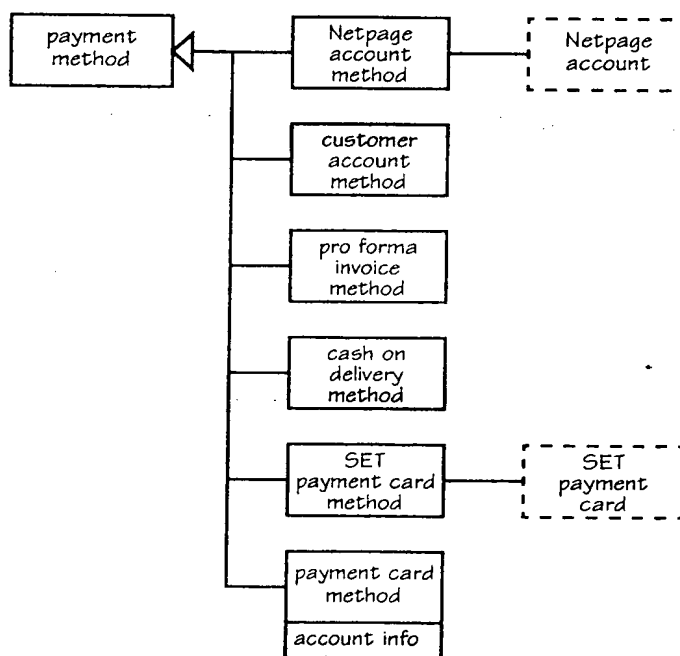 payment
method
Netpage
account
method
Netpage
account
customer
account
method
pro forma
invoice
method
cash on
delivery
method
SET
payment card
method
SET
payment
card
payment card
method
account info